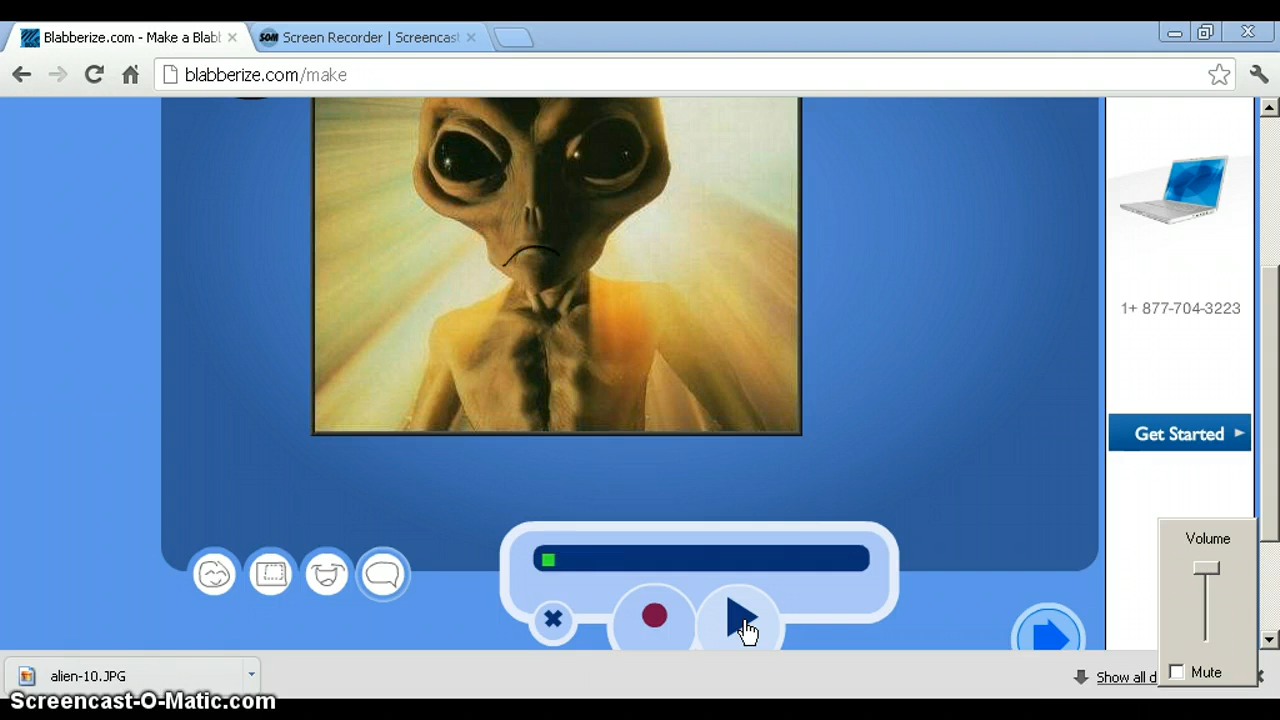 Blabberize.com - Make a Blabl
SOM Screen Recorder | Screencast
blabberize.com/make
1+ 877-704-3223
Get Started
Volume
Mute
alien-10.JPG
Show all d
Screencast-O-Matic.com